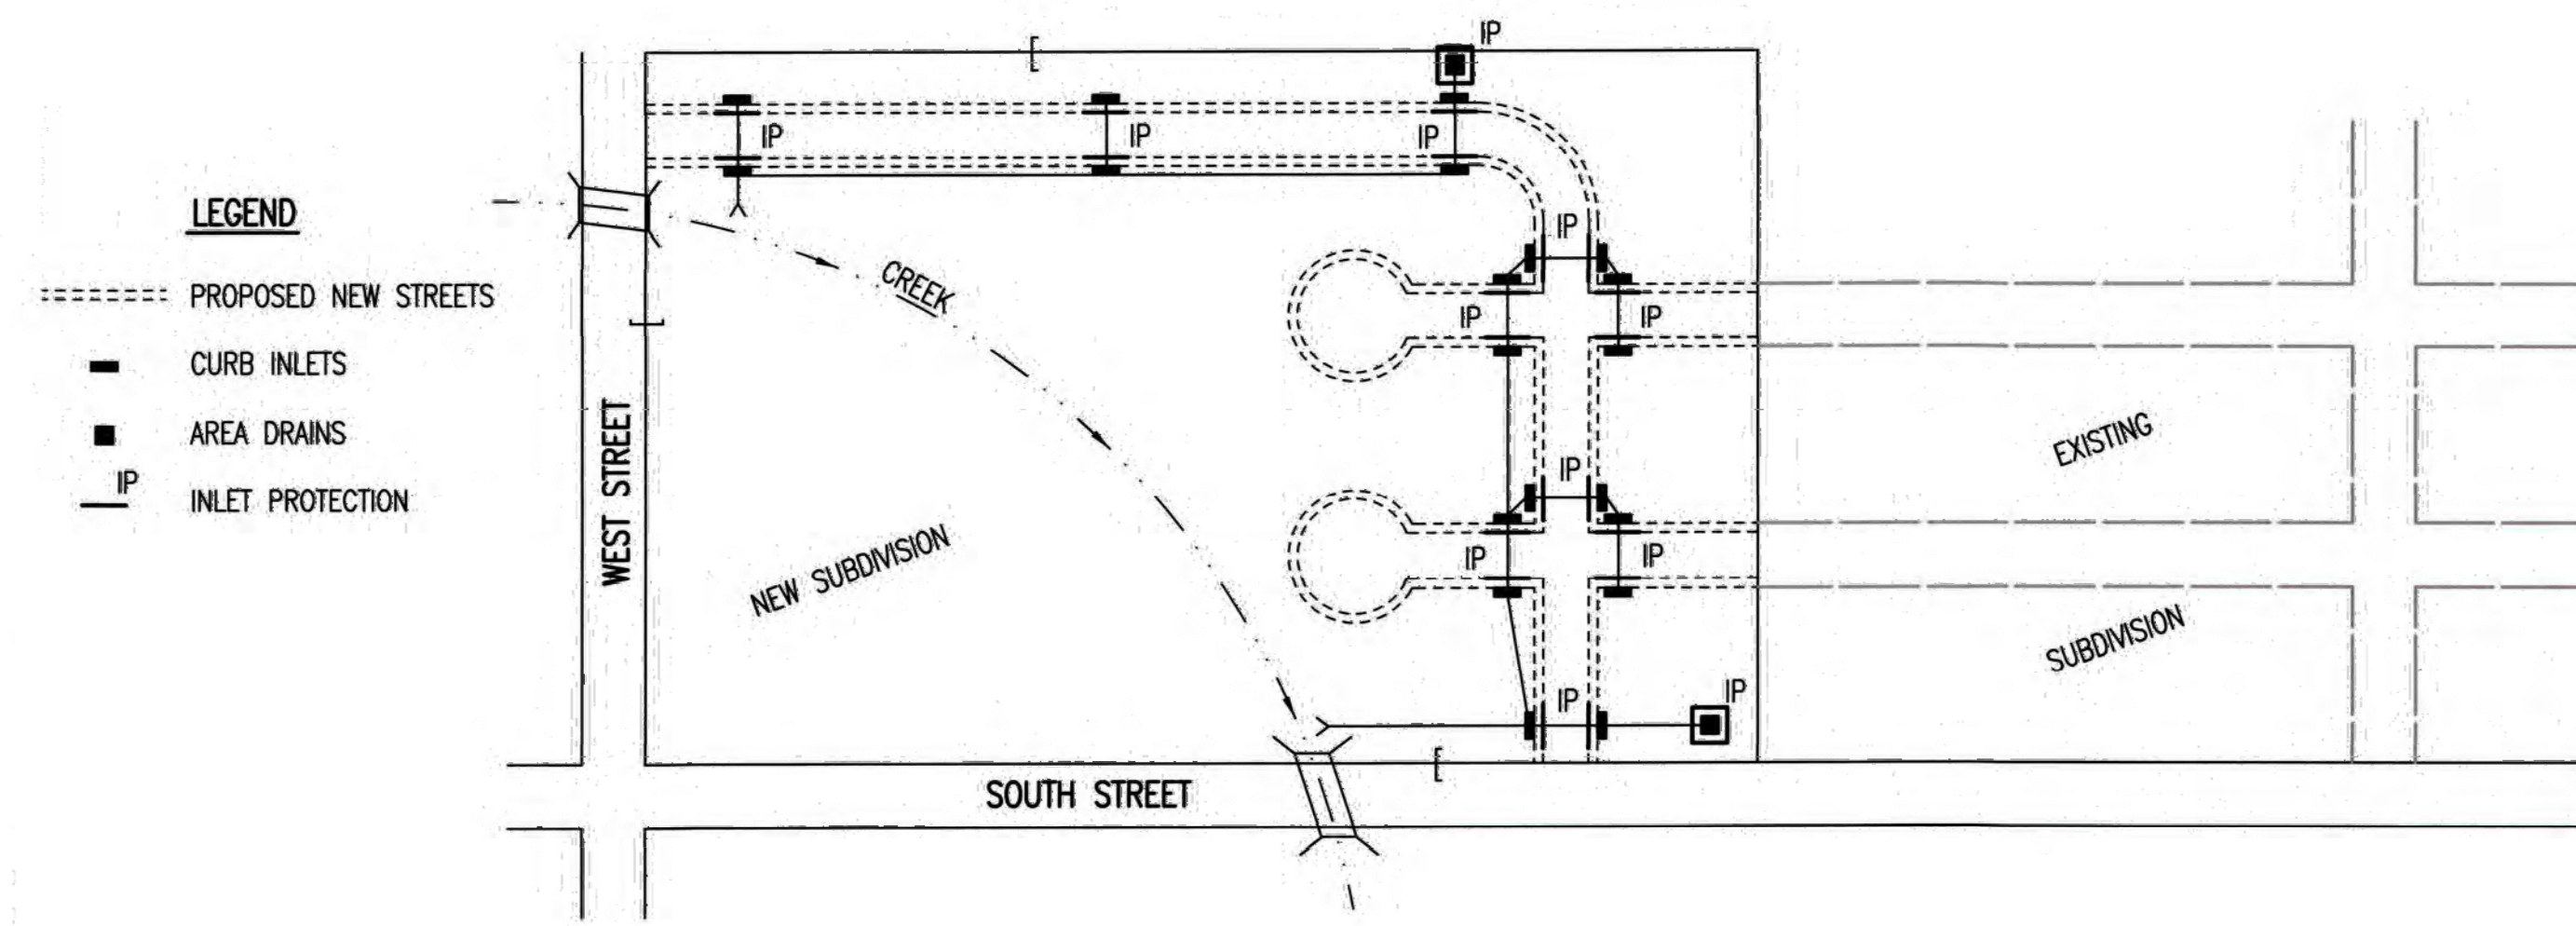 IP
IP
IP
IP
LEGEND
PROPOSED NEW STREETS
CURB INLETS
AREA DRAINS
IP
INLET PROTECTION
IP
CREEK
IP
IP
WEST STREET
EXISTING
IP
NEW SUBDIVISION
IP
IP
SUBDIVISION
IP
IP
SOUTH STREET